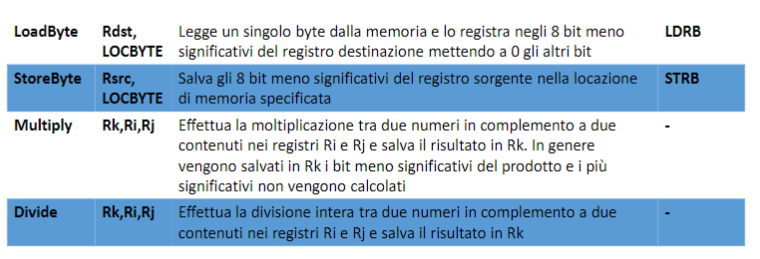 LoadByte Rdst, Legge un singolo byte dalla memoria e lo registra negli 8 bit meno LDRB
LOCBYTE significativi del registro destinazione mettendo a 0 gli altri bit
StoreByte Rsrc, Salva gli 8 bit meno significativi del registro sorgente nella locazione STRB
LOCBYTE di memoria specificata
Multiply Rk,Ri,Rj Effettua la moltiplicazione tra due numeri in complemento a due -
contenuti nei registri Ri e Rj e salva il risultato in Rk. In genere
vengono salvati in Rk i bit meno significativi del prodotto e i più
significativi non vengono calcolati
Divide Rk,Ri,Rj Effettua la divisione intera tra due numeri in complemento a due -
contenuti nei registri Ri e Rj e salva il risultato in Rk